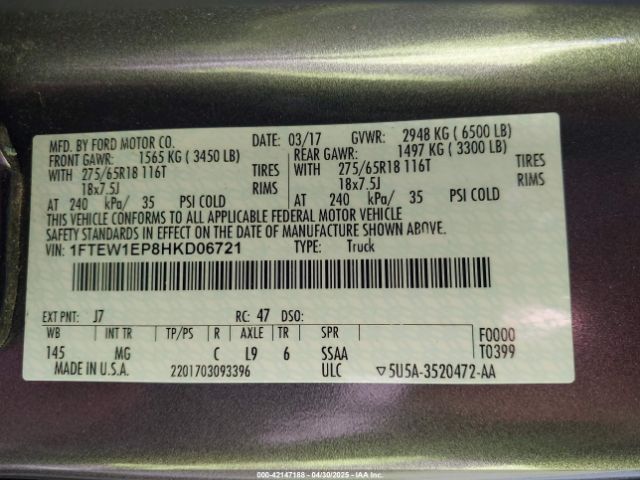 MFD. BY FORD MOTOR CO. DATE: 03/17 GVWR: 2948 KG ( 6500 LB)
FRONT GAWR: 1565 KG ( 3450 LB) REAR GAWR: 1497 KG ( 3300 LB)
WITH 275/65R18 116T TIRES WITH 275/65R18 116T TIRES
18x7.5J RIMS 18x7.5J RIMS
AT 240 kPa/ 35 PSI COLD AT 240 kPa/ 35 PSI COLD
THIS VEHICLE CONFORMS TO ALL APPLICABLE FEDERAL MOTOR VEHICLE
SAFETY STANDARDS IN EFFECT ON THE DATE OF MANUFACTURE SHOWN ABOVE.
VIN: 1FTEW1EP8HKD06721 TYPE: Truck
EXT PNT: J7 RC: 47 DSO:
WB INT TR TP/PS R AXLE TR SPR F0000
145 MG C L9 6 SSAA T0399
MADE IN U.S.A. 2201703093396 ULC ▽5U5A-3520472-AA
000-42147188 - 04/30/2025 - IAA Inc.